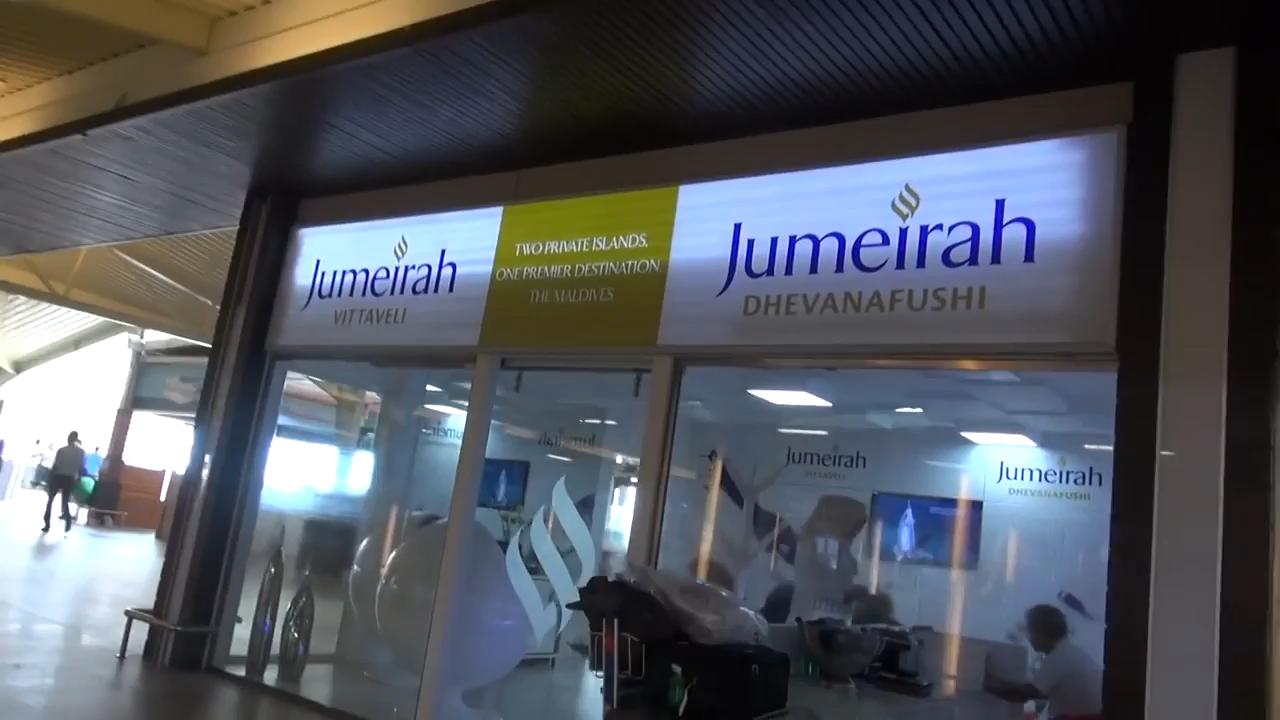 Jumeirah
VITTAVELI
TWO PRIVATE ISLANDS.
ONE PREMIER DESTINATION.
THE MALDIVES
Jumeirah
DHEVANAFUSHI
Jumeirah
VITTAVELI
Jumeirah
DHEVANAFUSHI